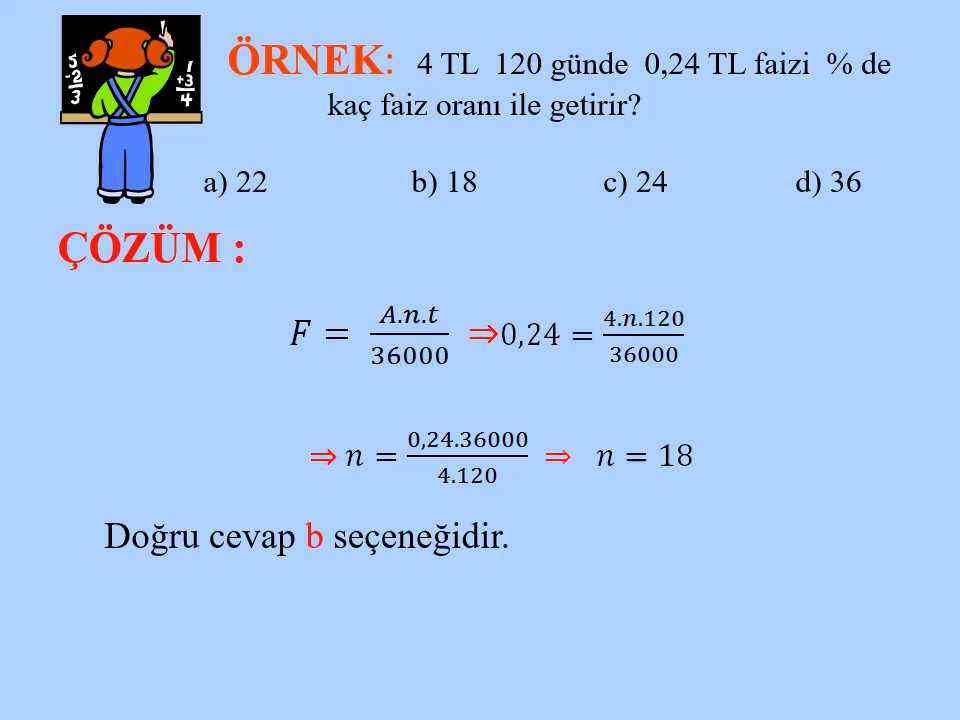 ÖRNEK: 4 TL 120 günde 0,24 TL faizi % de
kaç faiz oranı ile getirir?
a) 22 b) 18 c) 24 d) 36
ÇÖZÜM :
F = A.n.t/36000 ⇒ 0,24 = 4.n.120/36000
⇒ n = 0,24.36000/4.120 ⇒ n = 18
Doğru cevap b seçeneğidir.